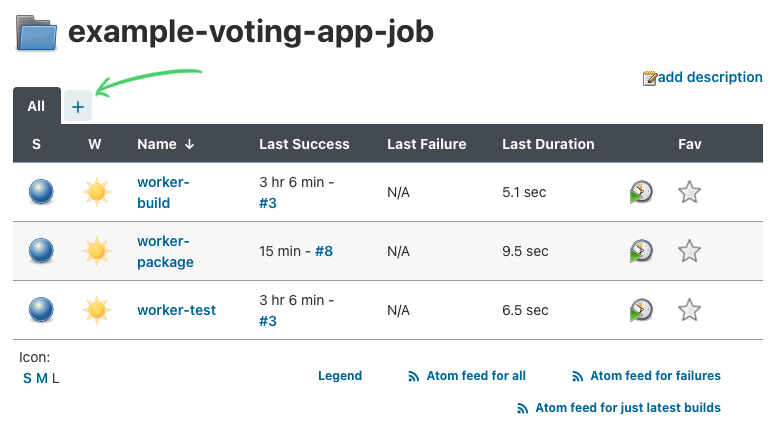 example-voting-app-job
add description
All +
S W Name ↓ Last Success Last Failure Last Duration Fav
worker-build 3 hr 6 min - #3 N/A 5.1 sec
worker-package 15 min - #8 N/A 9.5 sec
worker-test 3 hr 6 min - #3 N/A 6.5 sec
Icon:
S M L
Legend Atom feed for all Atom feed for failures
Atom feed for just latest builds